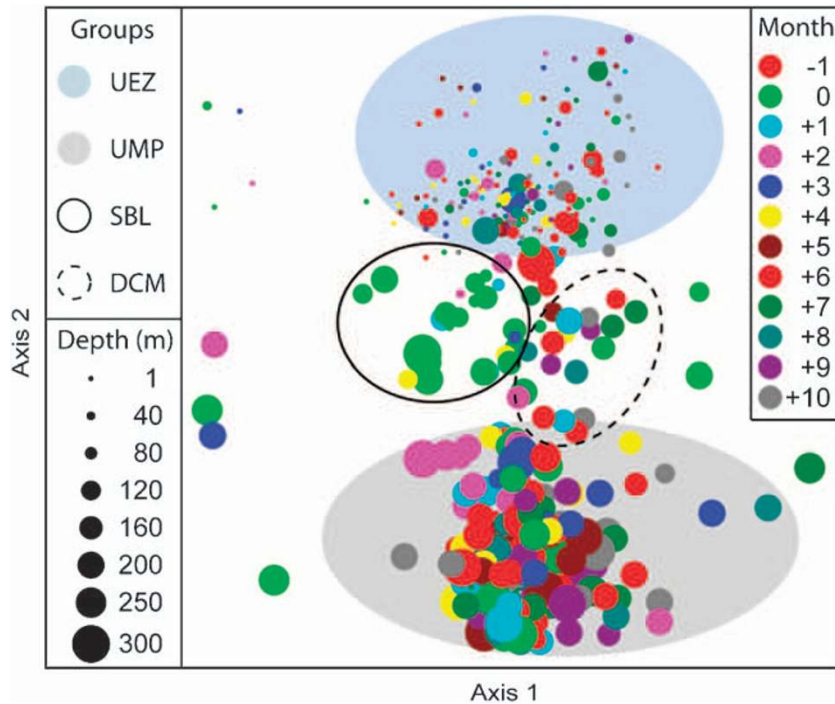 Groups
UEZ
UMP
SBL
DCM
Depth (m)
1
40
80
120
160
200
250
300
Axis 2
Axis 1
Month
-1
0
+1
+2
+3
+4
+5
+6
+7
+8
+9
+10